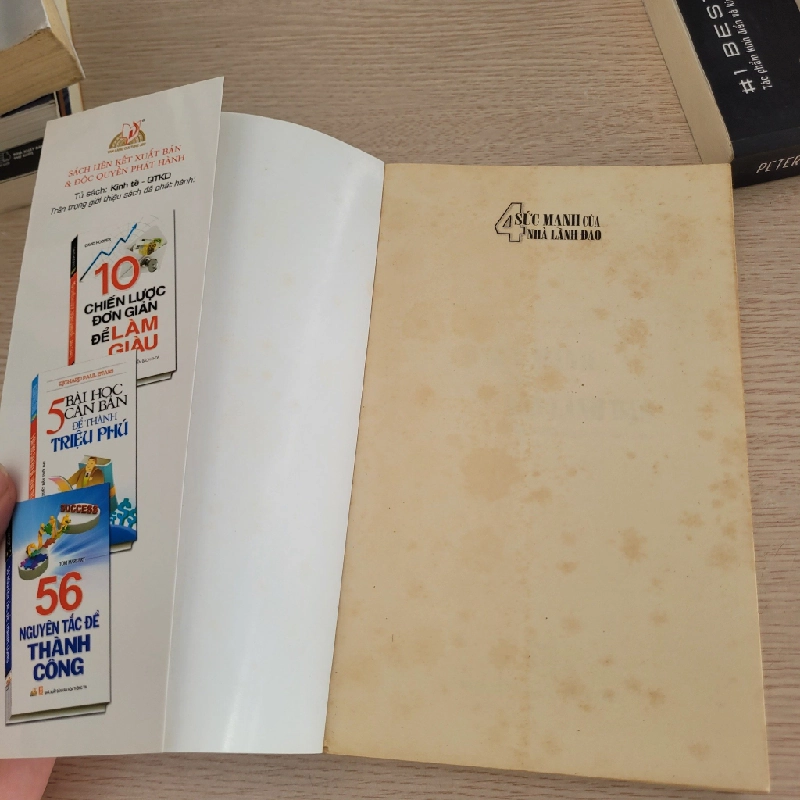 SÁCH LIÊN KẾT XUẤT BẢN
& ĐỘC QUYỀN PHÁT HÀNH
Tủ sách: Kinh tế - QTKD
Trân trọng giới thiệu sách đã phát hành:
10
CHIẾN LƯỢC
ĐƠN GIẢN
ĐỂ LÀM
GIÀU
5 BÀI HỌC
CĂN BẢN
ĐỂ THÀNH
TRIỆU PHÚ
SUCCESS
56
NGUYÊN TẮC ĐỂ
THÀNH
CÔNG
4 SỨC MẠNH CỦA
NHÀ LÃNH ĐẠO
#1 BEST
PETER